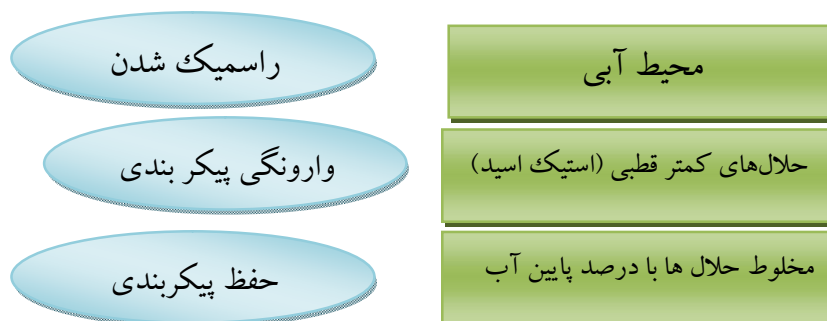 محیط آبی
راسمیک شدن
حلال‌های کمتر قطبی (استیک اسید)
وارونگی پیکر بندی
مخلوط حلال ها با درصد پایین آب
حفظ پیکربندی